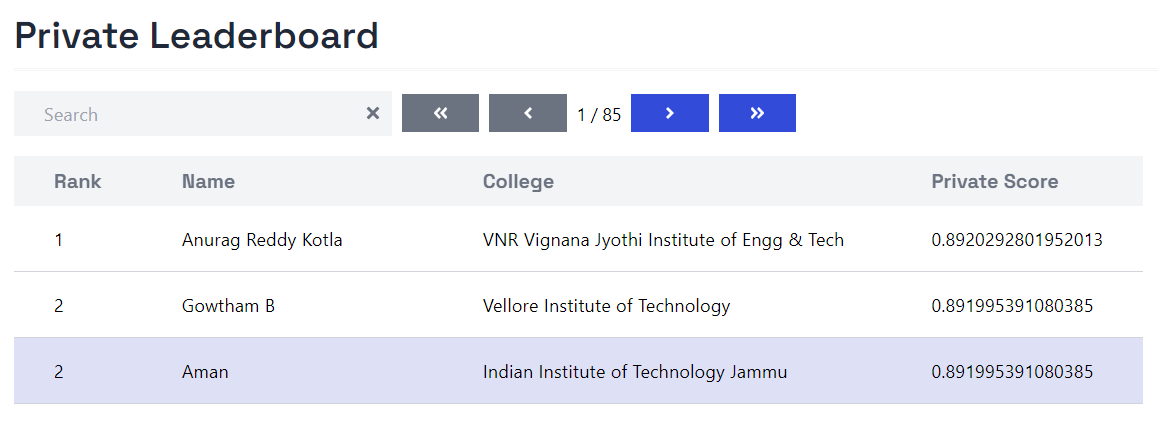 Private Leaderboard
Search
1 / 85
Rank Name College Private Score
1 Anurag Reddy Kotla VNR Vignana Jyothi Institute of Engg & Tech 0.8920292801952013
2 Gowtham B Vellore Institute of Technology 0.891995391080385
2 Aman Indian Institute of Technology Jammu 0.891995391080385